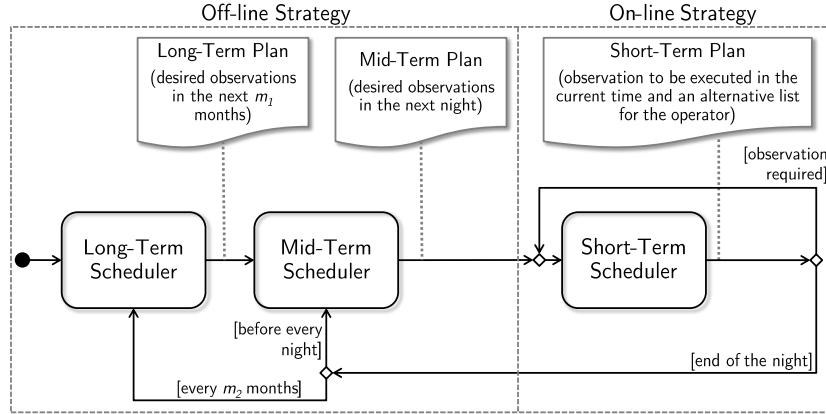 Off-line Strategy
On-line Strategy
Long-Term Plan
(desired observations
in the next m1
months)
Mid-Term Plan
(desired observations
in the next night)
Short-Term Plan
(observation to be executed in the
current time and an alternative list
for the operator)
[observation
required]
Long-Term
Scheduler
Mid-Term
Scheduler
Short-Term
Scheduler
[before every
night]
[end of the night]
[every m2 months]